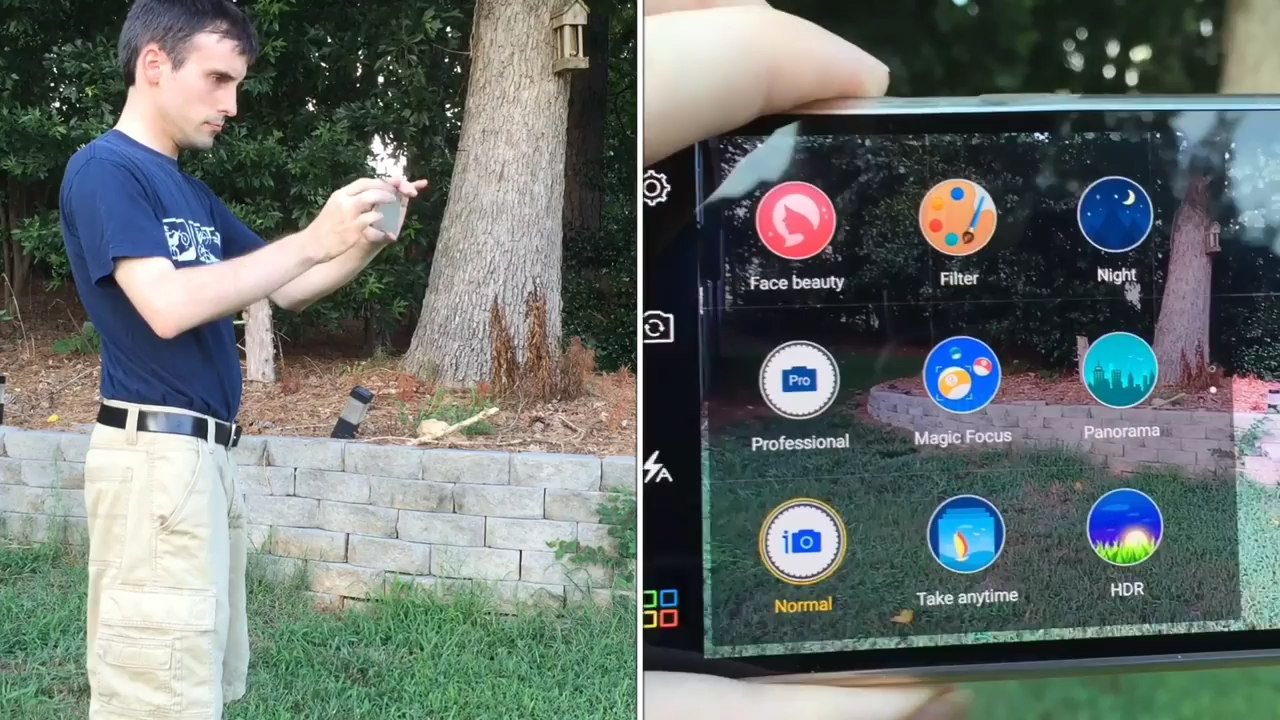 Face beauty
Filter
Night
Pro
Professional
Magic Focus
Panorama
A
i
Normal
Take anytime
HDR